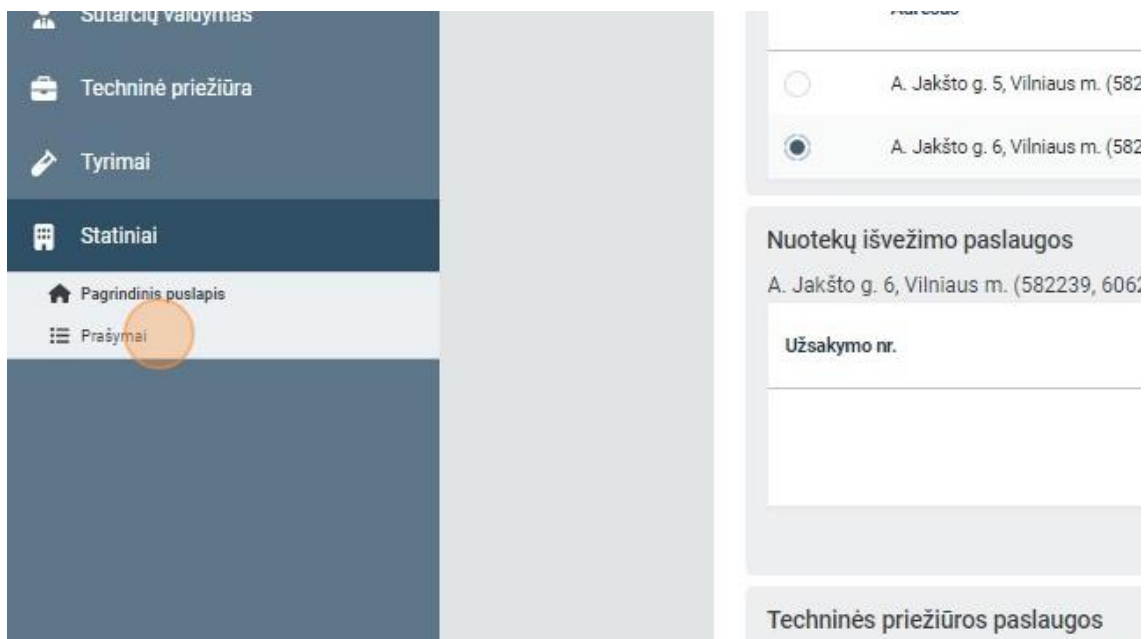 Sutarčių valdymas
Techninė priežiūra
Tyrimai
Statiniai
Pagrindinis puslapis
Prašymai
Adresas
A. Jakšto g. 5, Vilniaus m. (582
A. Jakšto g. 6, Vilniaus m. (582
Nuotekų išvežimo paslaugos
A. Jakšto g. 6, Vilniaus m. (582239, 6062
Užsakymo nr.
Techninės priežiūros paslaugos